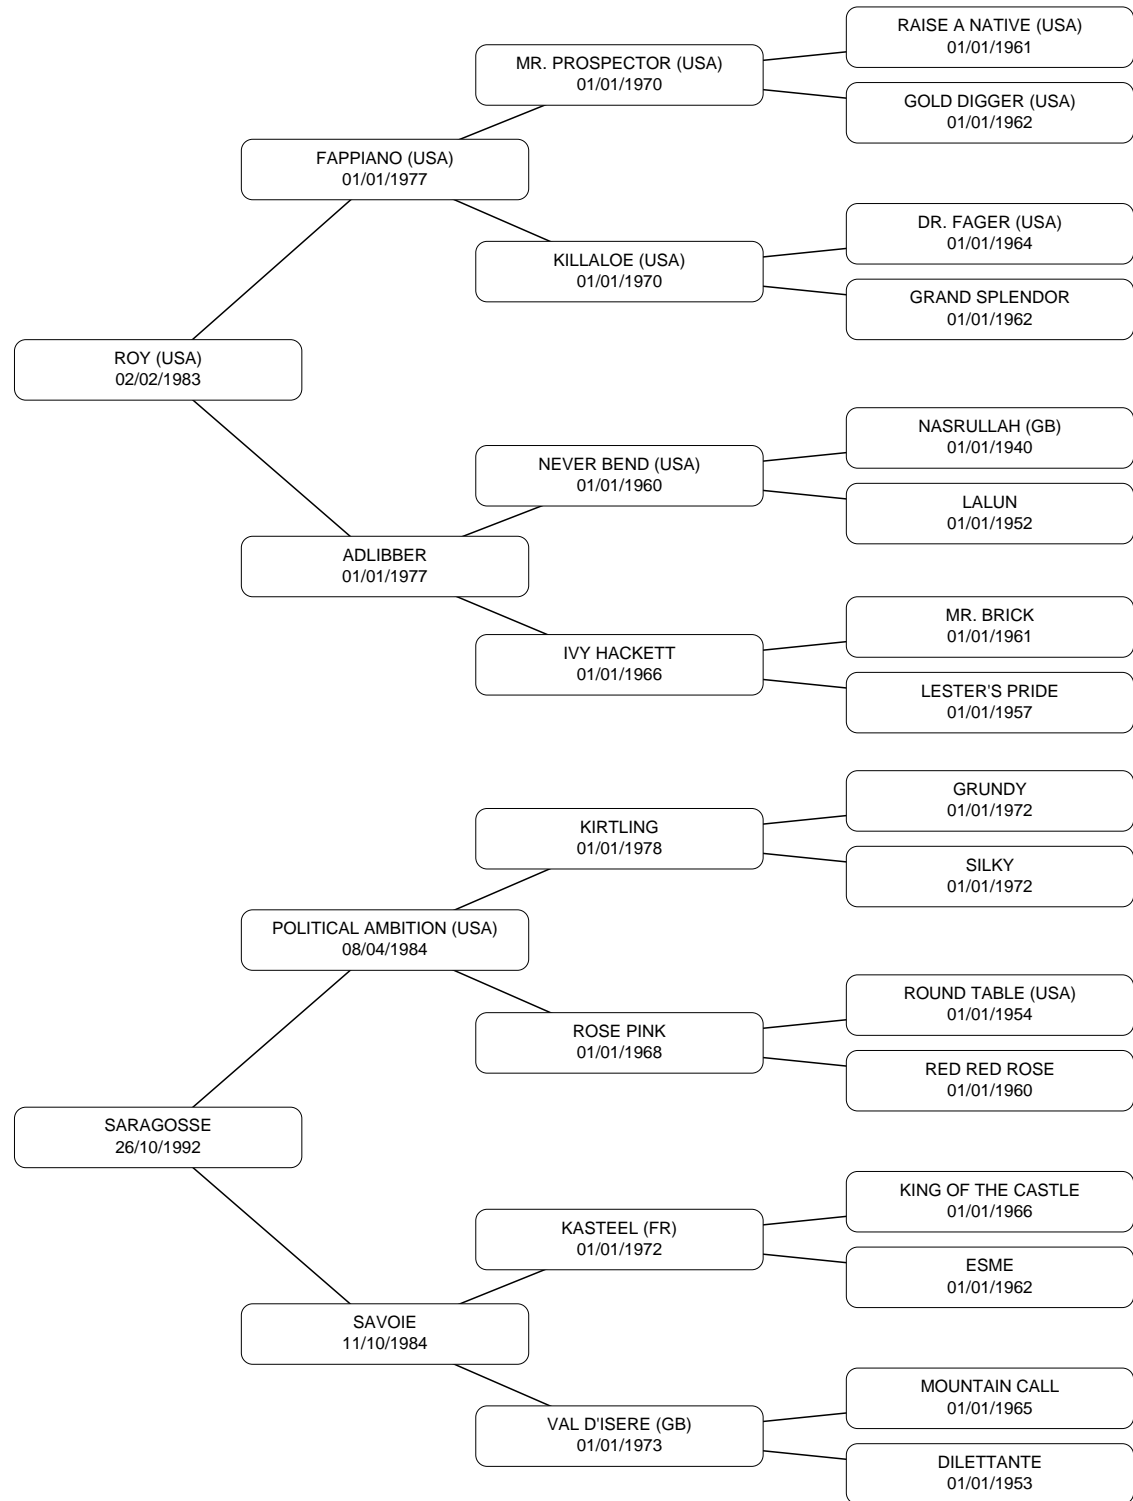 RAISE A NATIVE (USA)
01/01/1961
MR. PROSPECTOR (USA)
01/01/1970
GOLD DIGGER (USA)
01/01/1962
FAPPIANO (USA)
01/01/1977
DR. FAGER (USA)
01/01/1964
KILLALOE (USA)
01/01/1970
GRAND SPLENDOR
01/01/1962
ROY (USA)
02/02/1983
NASRULLAH (GB)
01/01/1940
NEVER BEND (USA)
01/01/1960
LALUN
01/01/1952
ADLIBBER
01/01/1977
MR. BRICK
01/01/1961
IVY HACKETT
01/01/1966
LESTER'S PRIDE
01/01/1957
GRUNDY
01/01/1972
KIRTLING
01/01/1978
SILKY
01/01/1972
POLITICAL AMBITION (USA)
08/04/1984
ROUND TABLE (USA)
01/01/1954
ROSE PINK
01/01/1968
RED RED ROSE
01/01/1960
SARAGOSSE
26/10/1992
KING OF THE CASTLE
01/01/1966
KASTEEL (FR)
01/01/1972
ESME
01/01/1962
SAVOIE
11/10/1984
MOUNTAIN CALL
01/01/1965
VAL D'ISERE (GB)
01/01/1973
DILETTANTE
01/01/1953